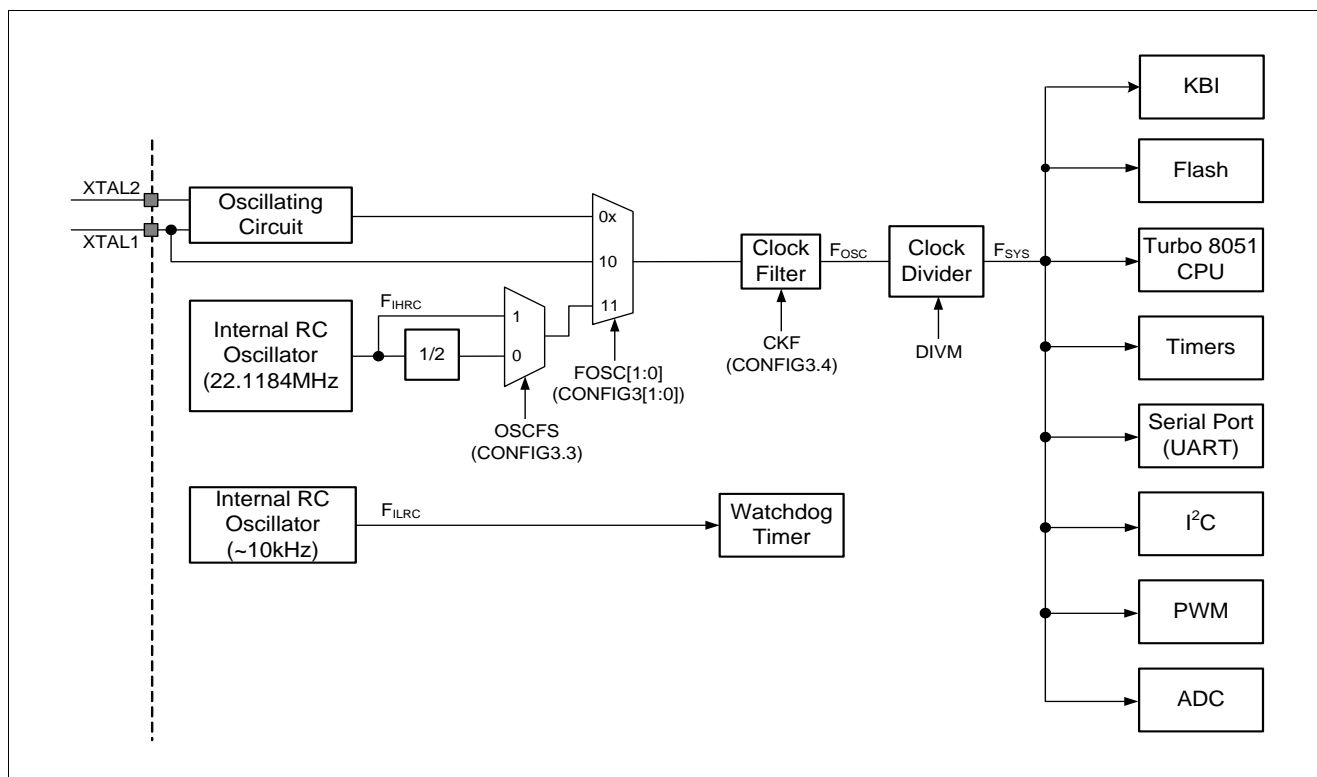 XTAL2
XTAL1
Oscillating
Circuit
Internal RC
Oscillator
(22.1184MHz
FIHRC
1/2
1
0
OSCFS
(CONFIG3.3)
0x
10
11
FOSC[1:0]
(CONFIG3[1:0])
Clock
Filter
CKF
(CONFIG3.4)
FOSC
Clock
Divider
DIVM
FSYS
Internal RC
Oscillator
(~10kHz)
FILRC
Watchdog
Timer
KBI
Flash
Turbo 8051
CPU
Timers
Serial Port
(UART)
I2C
PWM
ADC